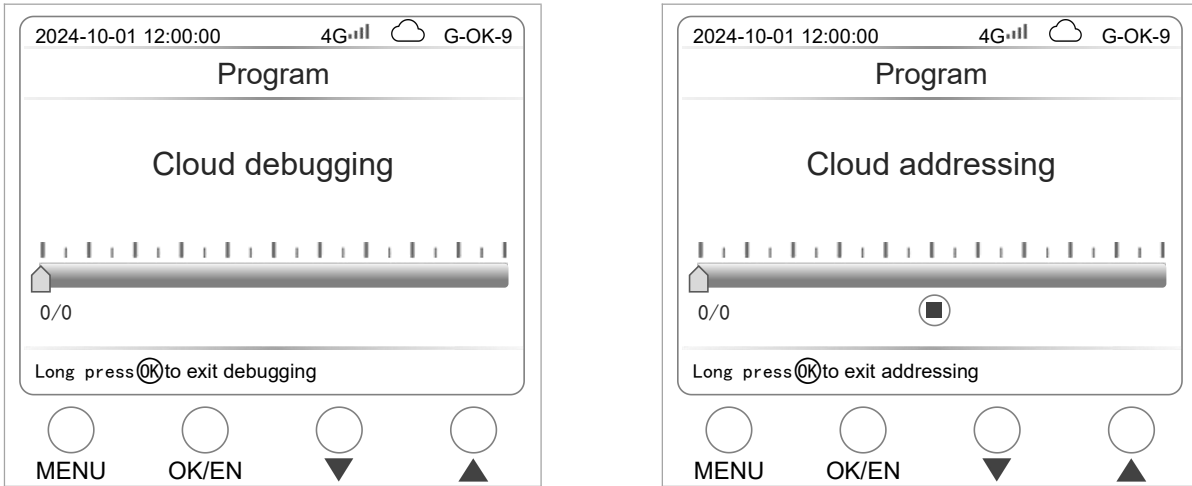 2024-10-01 12:00:00 4G G-OK-9
Program
Cloud debugging
0/0
Long press OK to exit debugging
MENU OK/EN
2024-10-01 12:00:00 4G G-OK-9
Program
Cloud addressing
0/0
Long press OK to exit addressing
MENU OK/EN